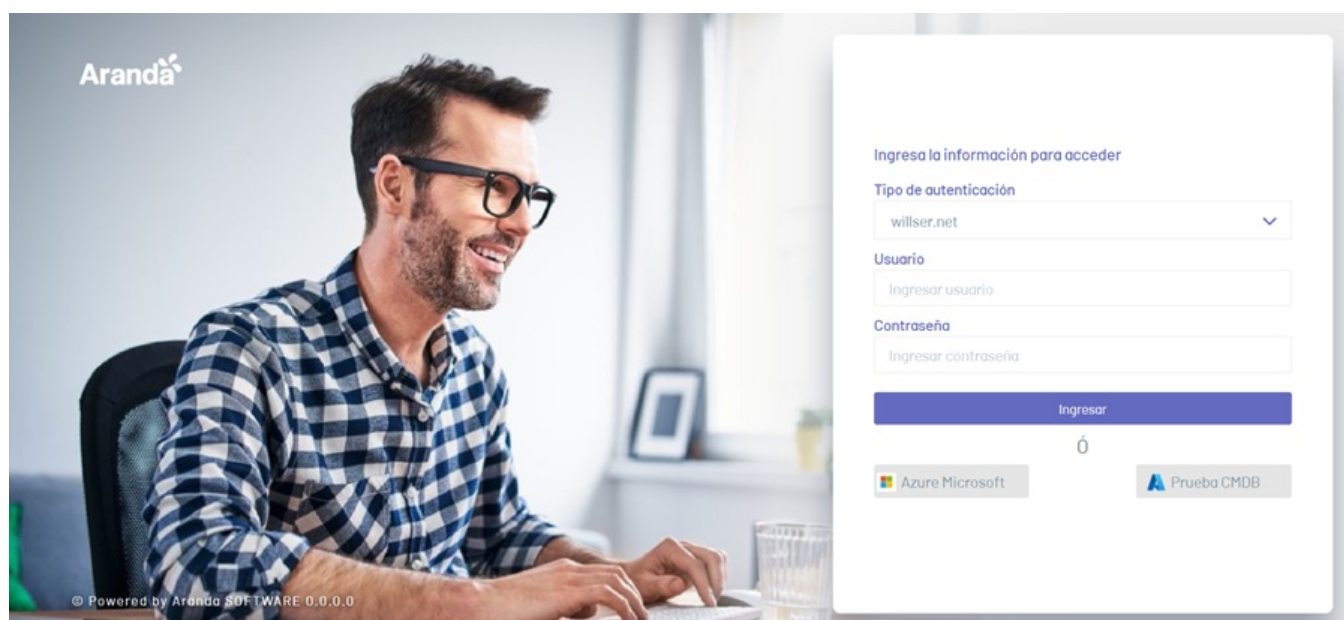 Aranda
Ingresa la información para acceder
Tipo de autenticación
willser.net
Usuario
Ingresar usuario
Contraseña
Ingresar contraseña
Ingresar
Ó
Azure Microsoft
Prueba CMDB
© Powered by Aranda SOFTWARE 0.0.0.0